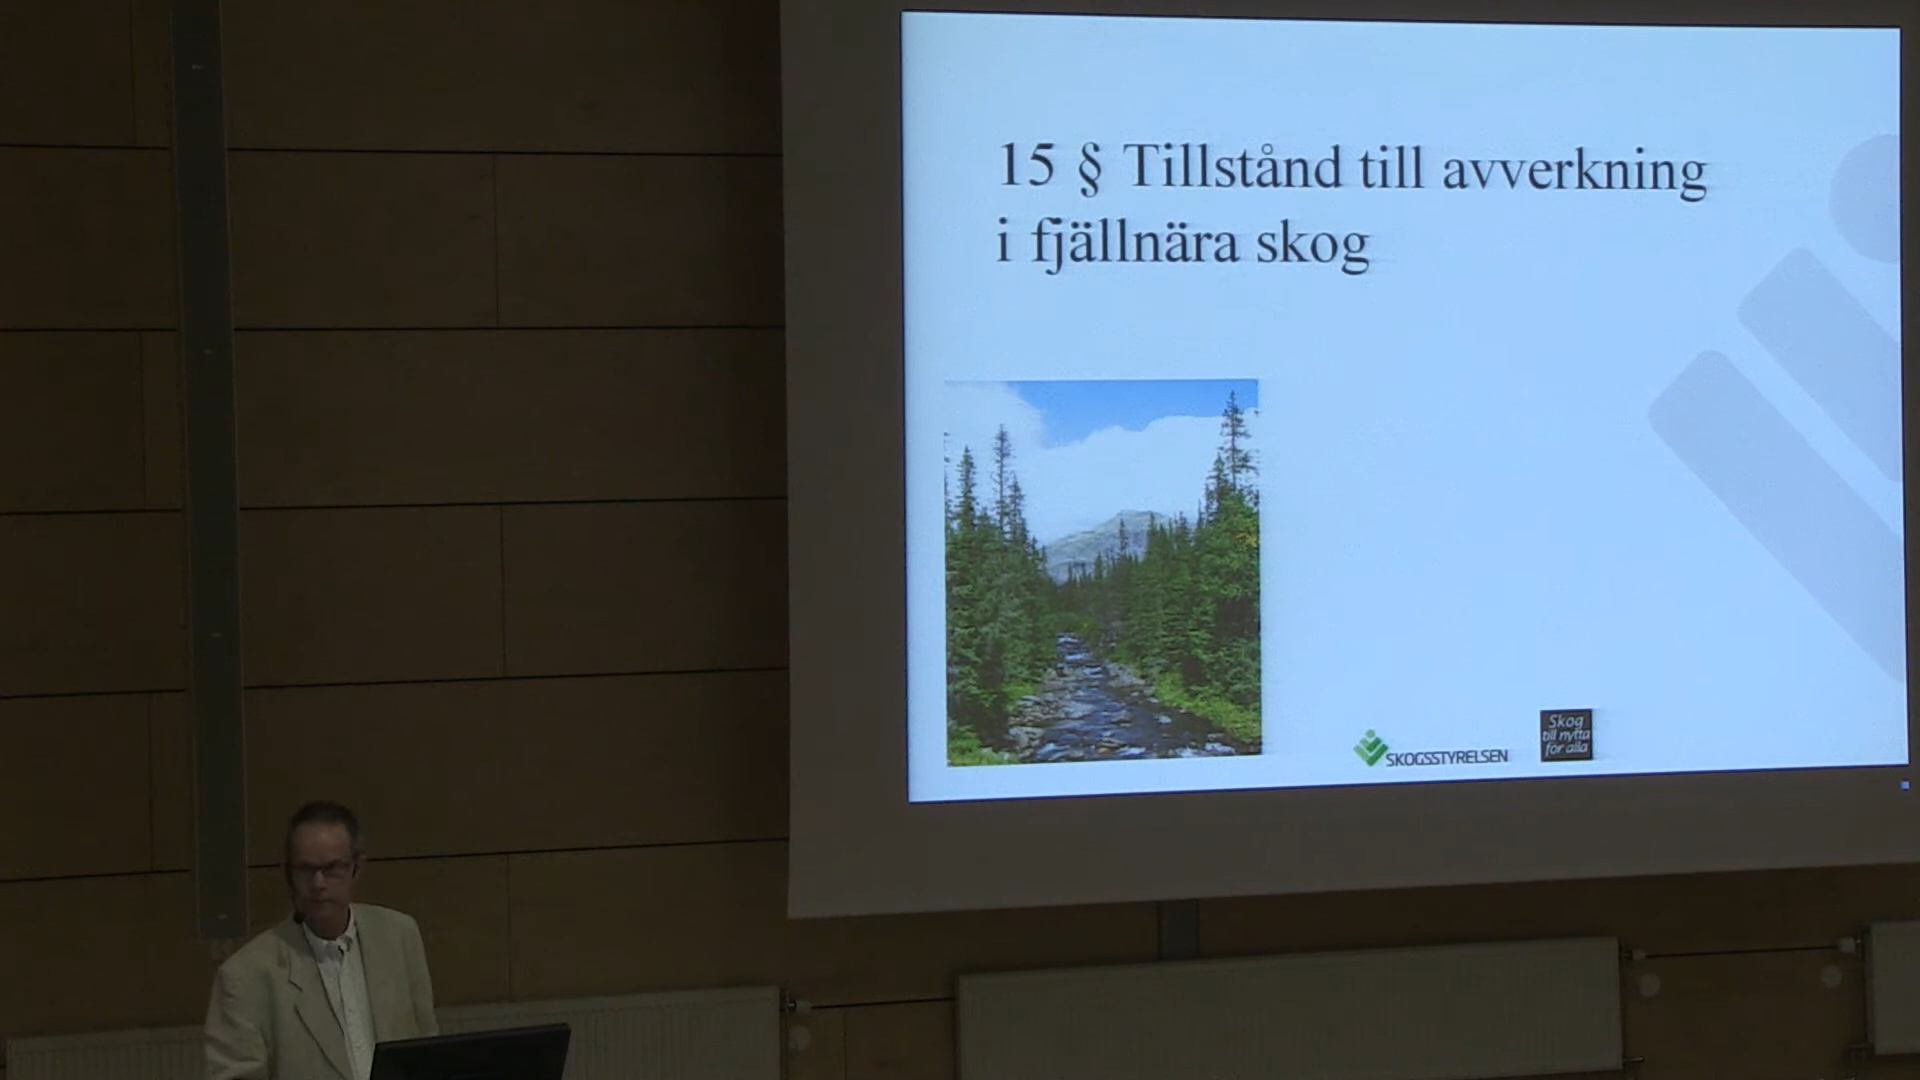 15 § Tillstånd till avverkning
i fjällnära skog
SKOGSSTYRELSEN
Skog
till nytta
för alla